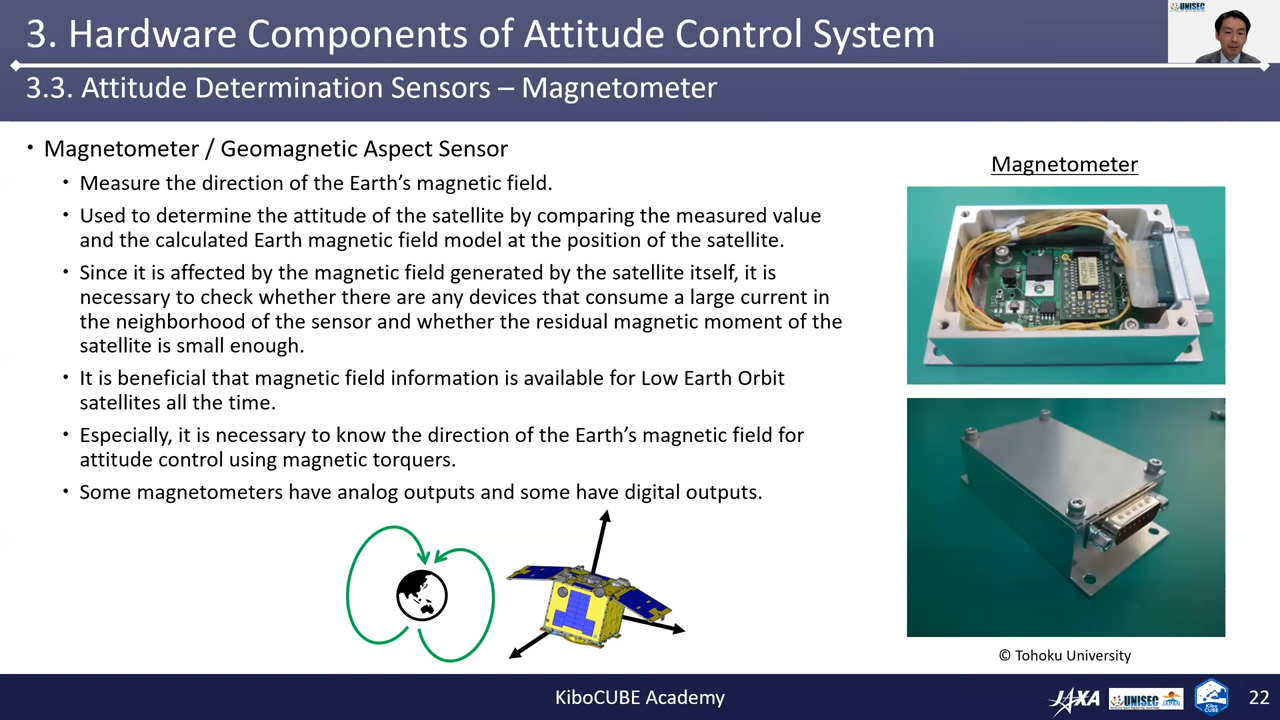 3. Hardware Components of Attitude Control System
UNISEC
3.3. Attitude Determination Sensors – Magnetometer
• Magnetometer / Geomagnetic Aspect Sensor
• Measure the direction of the Earth’s magnetic field.
• Used to determine the attitude of the satellite by comparing the measured value
and the calculated Earth magnetic field model at the position of the satellite.
• Since it is affected by the magnetic field generated by the satellite itself, it is
necessary to check whether there are any devices that consume a large current in
the neighborhood of the sensor and whether the residual magnetic moment of the
satellite is small enough.
• It is beneficial that magnetic field information is available for Low Earth Orbit
satellites all the time.
• Especially, it is necessary to know the direction of the Earth’s magnetic field for
attitude control using magnetic torquers.
• Some magnetometers have analog outputs and some have digital outputs.
Magnetometer
© Tohoku University
KiboCUBE Academy
JAXA
UNISEC
JAPAN
Kibo
CUBE
22